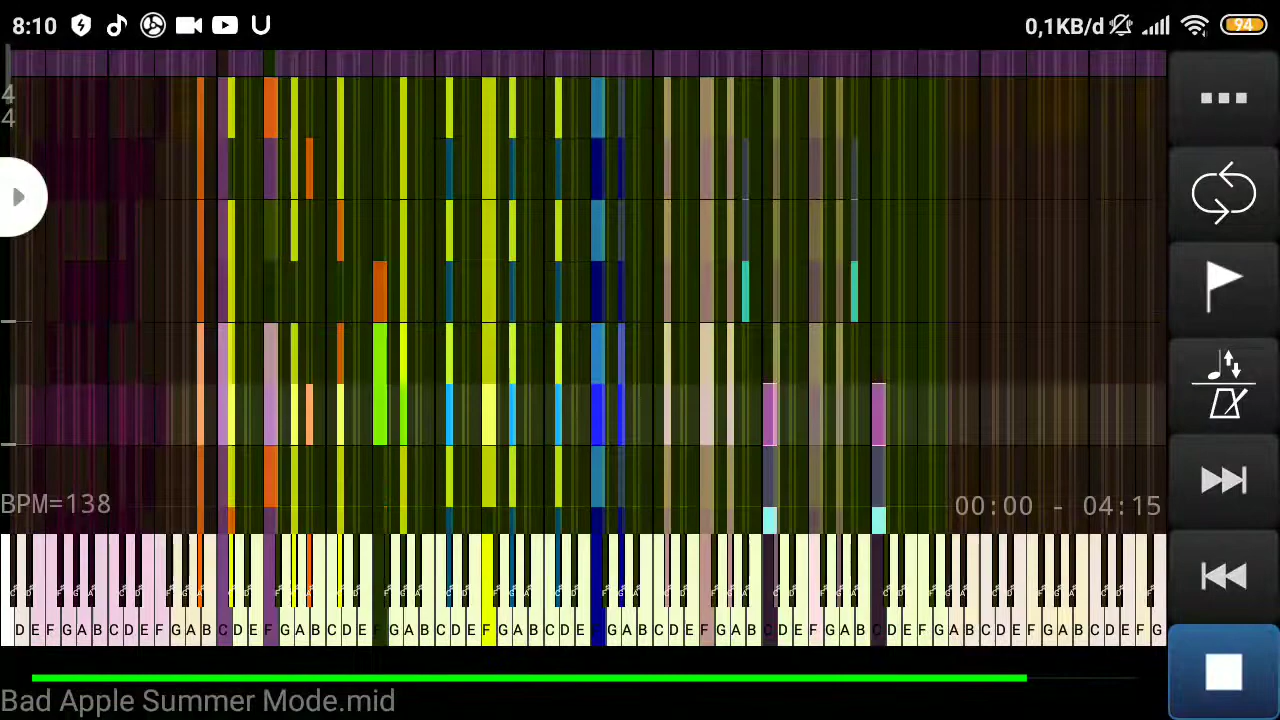 8:10 0,1KB/d 94
4
4
BPM=138 00:00 - 04:15
D E F G A B C D E F G A B C D E F G A B C D E F G A B C D E F G A B C D E F G A B C D E F G A B C D E F G A B C D E F G A B C D E F G A B C D E F G
Bad Apple Summer Mode.mid